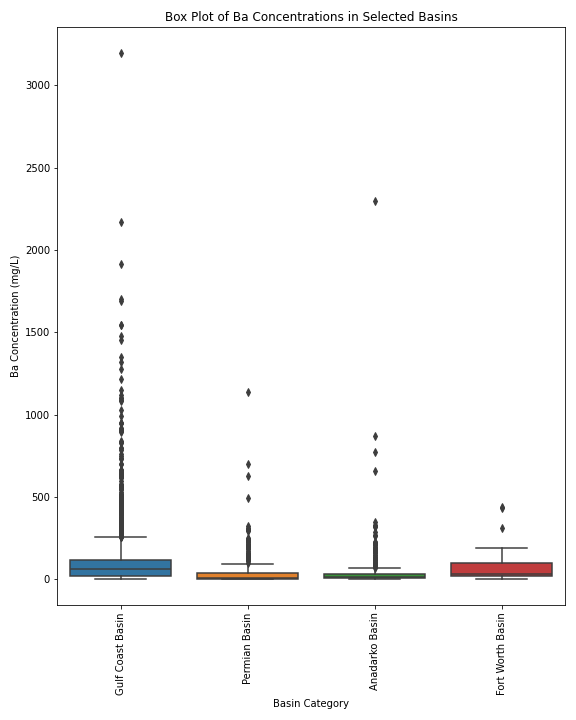 Box Plot of Ba Concentrations in Selected Basins
Ba Concentration (mg/L)
3000
2500
2000
1500
1000
500
0
Gulf Coast Basin
Permian Basin
Anadarko Basin
Fort Worth Basin
Basin Category